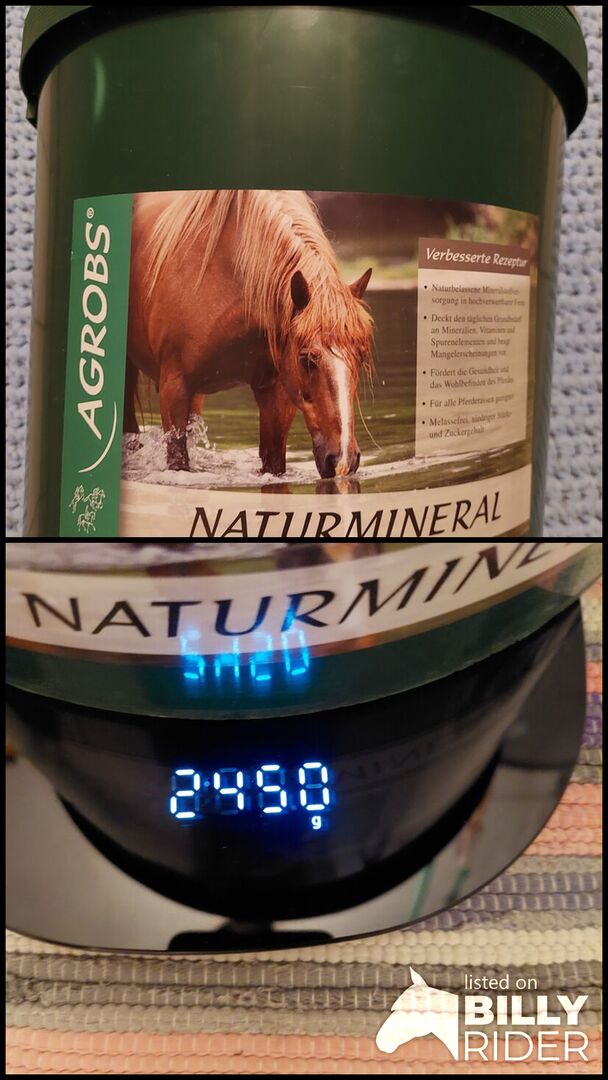 AGROBS®
Verbesserte Rezeptur
• Naturbelassene Mineralstoffver-
sorgung in hochverwertbarer Form
• Deckt den täglichen Grundbedarf
an Mineralien, Vitaminen und
Spurenelementen und beugt
Mangelerscheinungen vor
• Fördert die Gesundheit und
das Wohlbefinden des Pferdes
• Für alle Pferderassen geeignet
• Melassefrei, niedriger Stärke-
und Zuckergehalt
NATURMINERAL
NATURMINE
2450
g
listed on
BILLY
RIDER